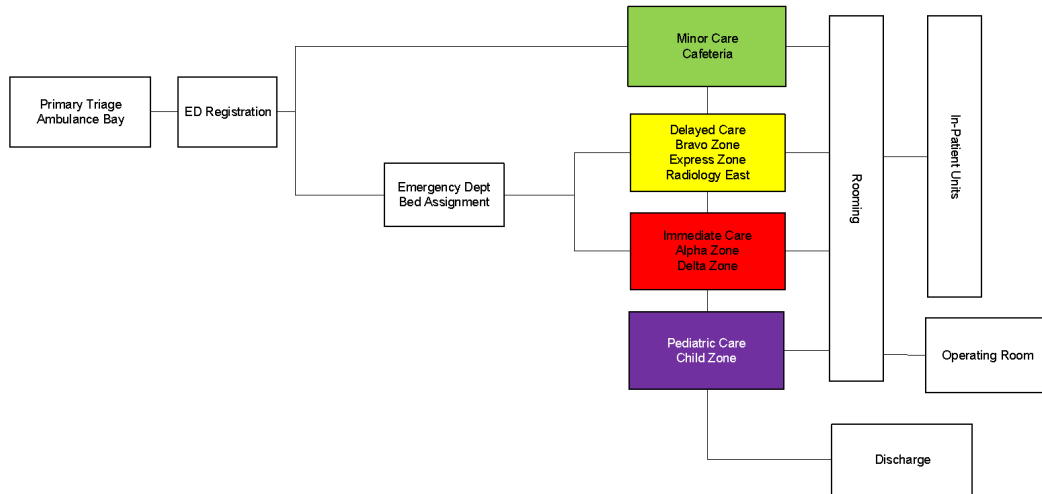 Primary Triage
Ambulance Bay
ED Registration
Emergency Dept
Bed Assignment
Minor Care
Cafeteria
Delayed Care
Bravo Zone
Express Zone
Radiology East
Immediate Care
Alpha Zone
Delta Zone
Pediatric Care
Child Zone
Rooming
In-Patient Units
Operating Room
Discharge